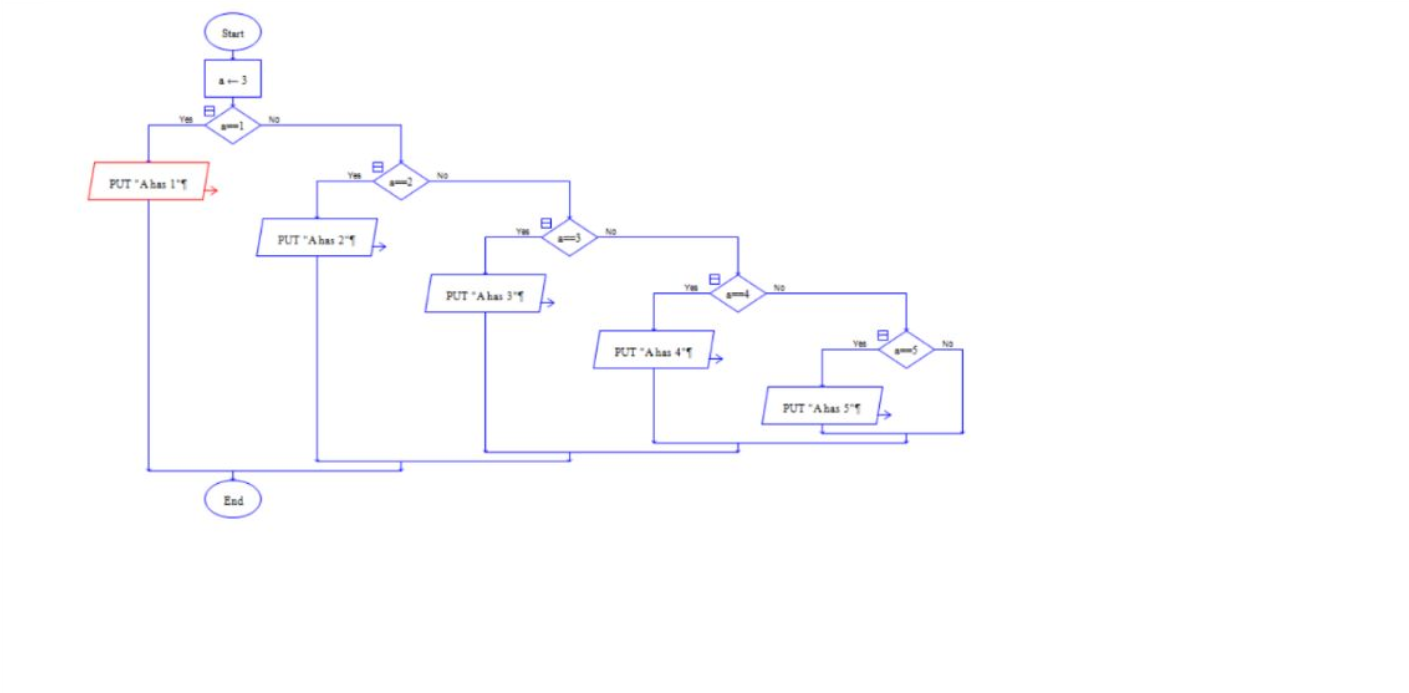 Start
a ← 3
Yes
a==1
No
PUT "A has 1"¶
Yes
a==2
No
PUT "A has 2"¶
Yes
a==3
No
PUT "A has 3"¶
Yes
a==4
No
PUT "A has 4"¶
Yes
a==5
No
PUT "A has 5"¶
End